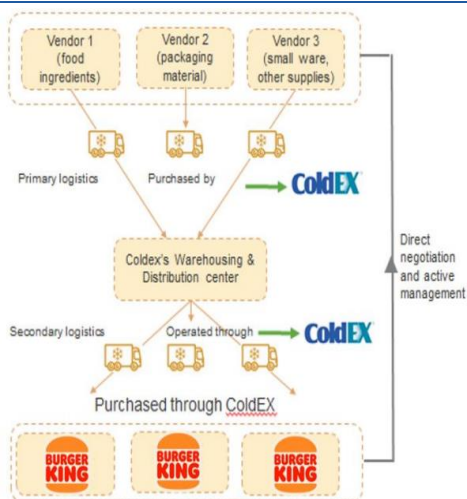 Vendor 1
(food
ingredients)
Vendor 2
(packaging
material)
Vendor 3
(small ware,
other supplies)
Primary logistics
Purchased by
ColdEX
Direct
negotiation
and active
management
Coldex's Warehousing &
Distribution center
Secondary logistics
Operated through
ColdEX
Purchased through ColdEX
BURGER
KING
BURGER
KING
BURGER
KING